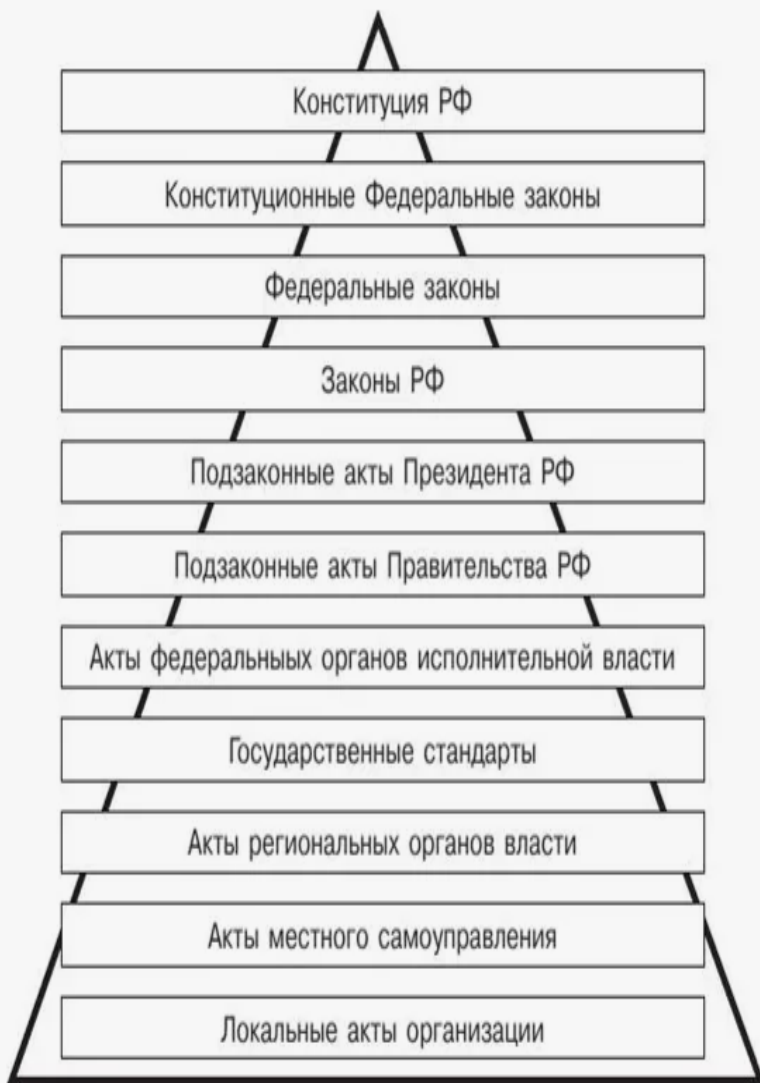 Конституция РФ
Конституционные Федеральные законы
Федеральные законы
Законы РФ
Подзаконные акты Президента РФ
Подзаконные акты Правительства РФ
Акты федеральныых органов исполнительной власти
Государственные стандарты
Акты региональных органов власти
Акты местного самоуправления
Локальные акты организации